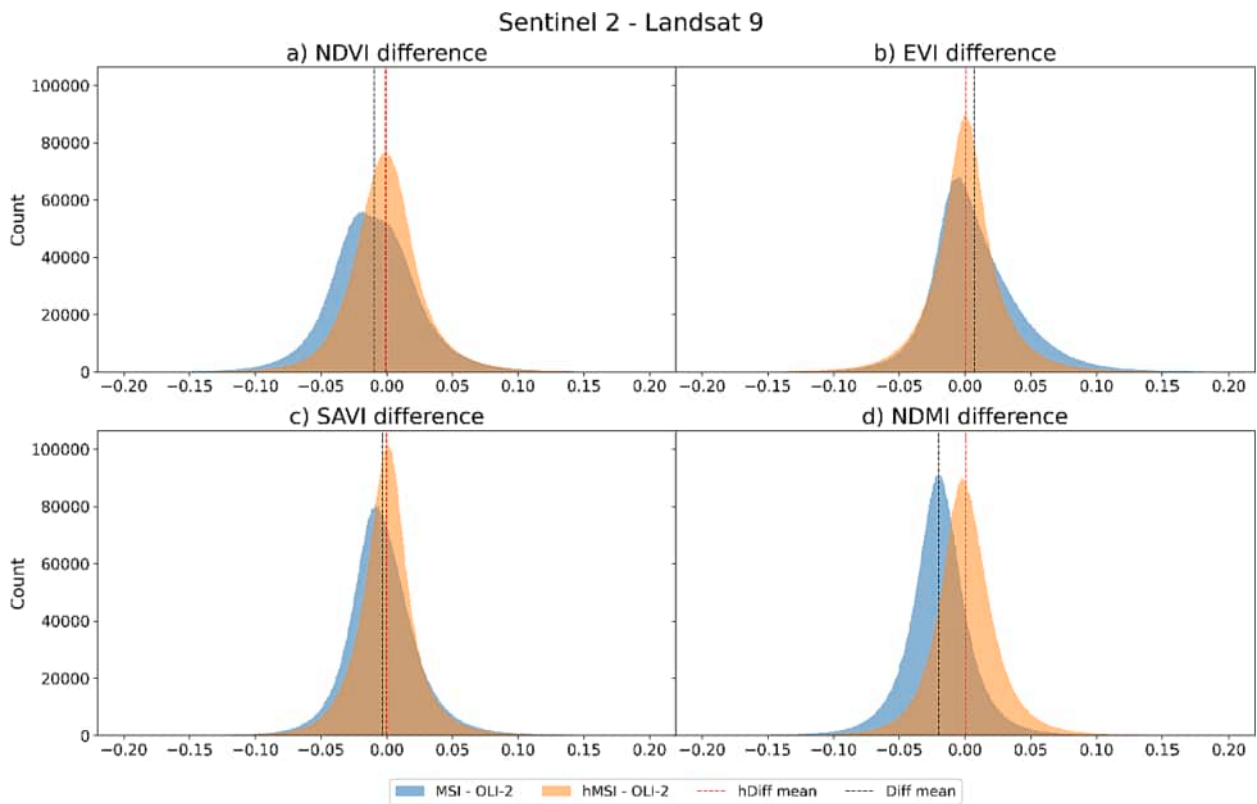 Sentinel 2 - Landsat 9
a) NDVI difference
b) EVI difference
100000
80000
60000
40000
20000
0
Count
−0.20 −0.15 −0.10 −0.05 0.00 0.05 0.10 0.15 0.20
−0.20 −0.15 −0.10 −0.05 0.00 0.05 0.10 0.15 0.20
c) SAVI difference
d) NDMI difference
100000
80000
60000
40000
20000
0
Count
−0.20 −0.15 −0.10 −0.05 0.00 0.05 0.10 0.15 0.20
−0.20 −0.15 −0.10 −0.05 0.00 0.05 0.10 0.15 0.20
MSI - OLI-2 hMSI - OLI-2 hDiff mean Diff mean